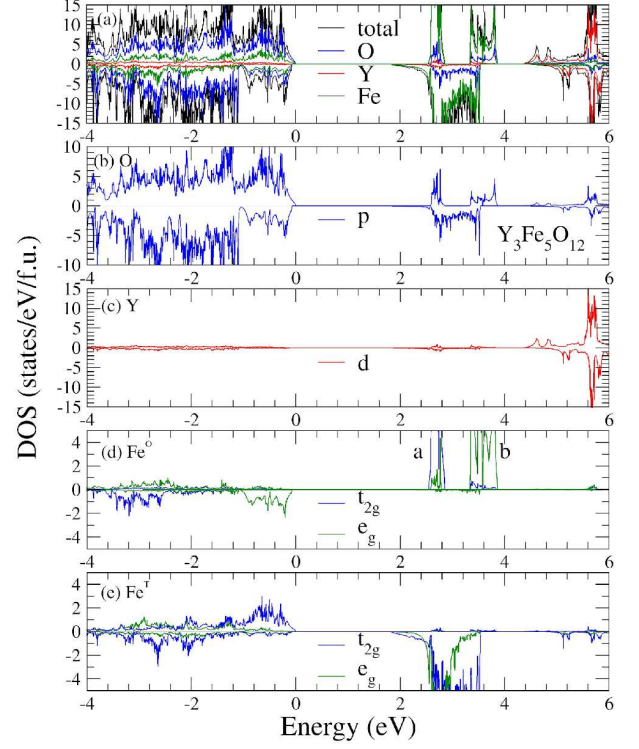 (a)
total
O
Y
Fe
15
10
5
0
-5
-10
-15
-4 -2 0 2 4 6
(b) O
p
Y3Fe5O12
10
5
0
-5
-10
-4 -2 0 2 4 6
(c) Y
d
15
10
5
0
-5
-10
-15
-4 -2 0 2 4 6
(d) Fe^O
a b
t2g
eg
4
2
0
-2
-4
-4 -2 0 2 4 6
(e) Fe^T
t2g
eg
4
2
0
-2
-4
-4 -2 0 2 4 6
Energy (eV)
DOS (states/eV/f.u.)